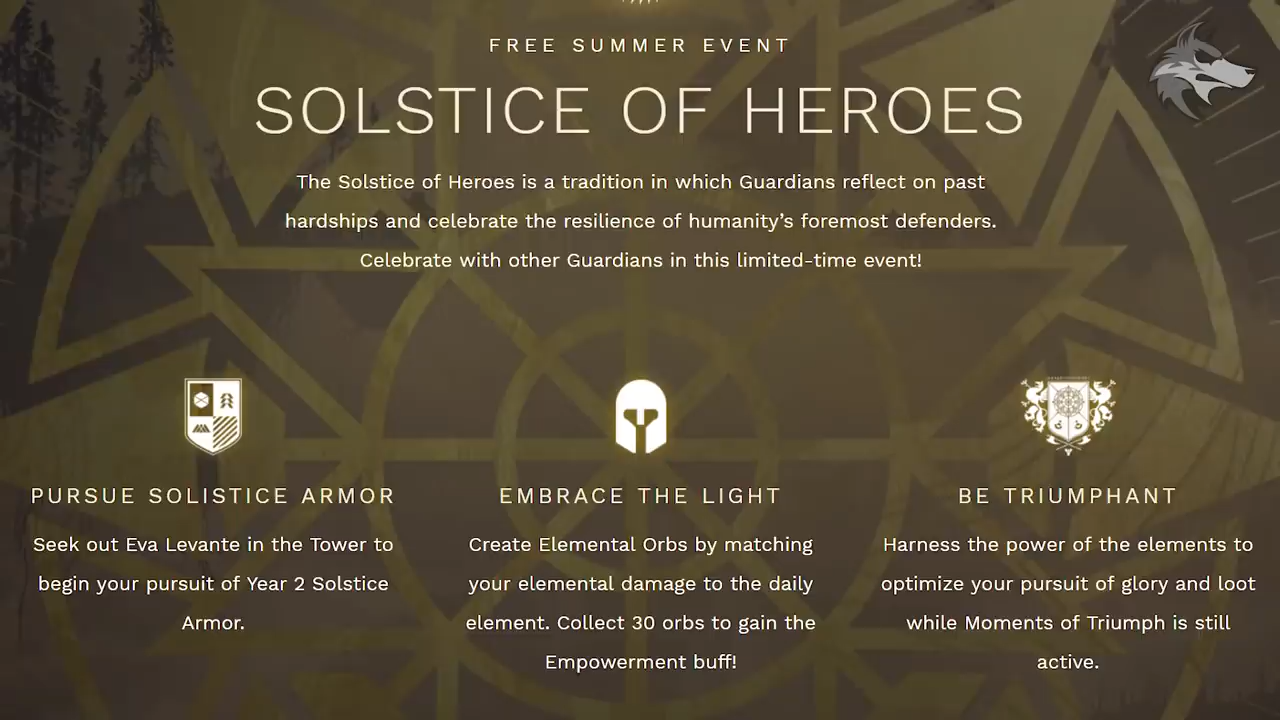 FREE SUMMER EVENT
SOLSTICE OF HEROES
The Solstice of Heroes is a tradition in which Guardians reflect on past
hardships and celebrate the resilience of humanity’s foremost defenders.
Celebrate with other Guardians in this limited-time event!
PURSUE SOLISTICE ARMOR
Seek out Eva Levante in the Tower to
begin your pursuit of Year 2 Solstice
Armor.
EMBRACE THE LIGHT
Create Elemental Orbs by matching
your elemental damage to the daily
element. Collect 30 orbs to gain the
Empowerment buff!
BE TRIUMPHANT
Harness the power of the elements to
optimize your pursuit of glory and loot
while Moments of Triumph is still
active.